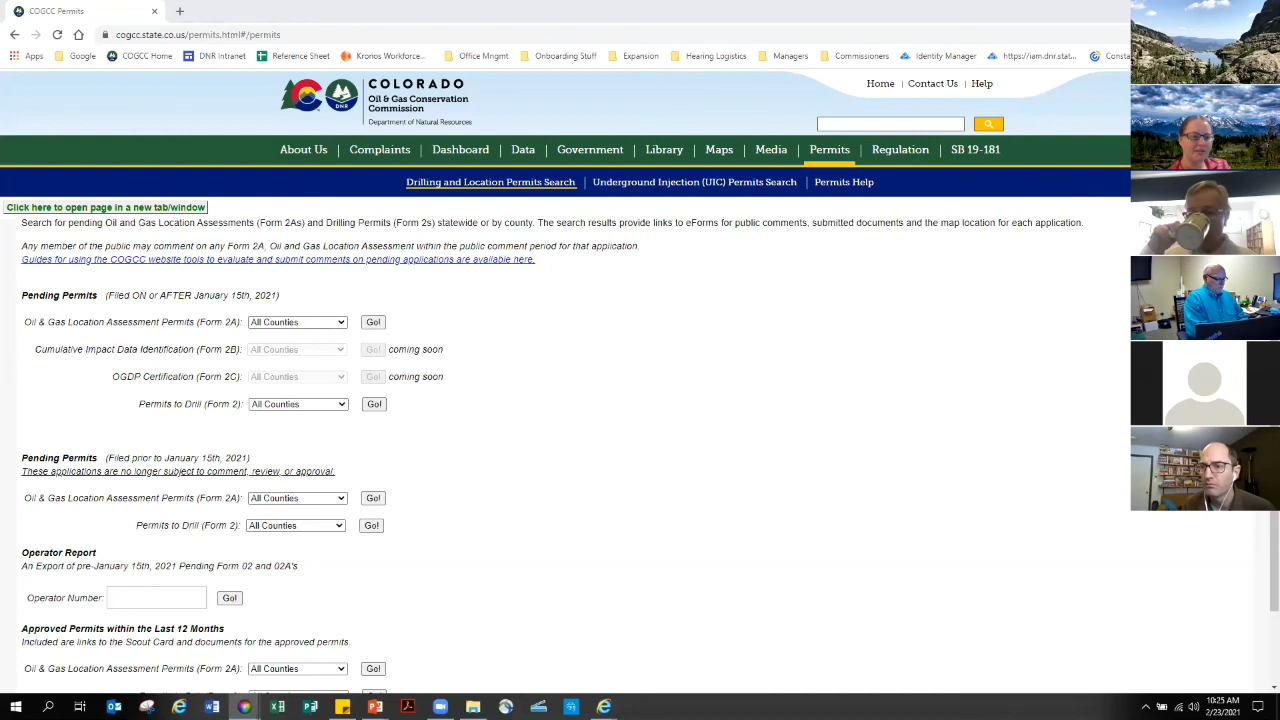 COGCC Permits
cogcc.state.co.us/permits.html#/permits
Apps Google COGCC Home DNR Intranet Reference Sheet Kronos Workforce... Office Mngmt Onboarding Stuff Expansion Hearing Logistics Managers Commissioners Identity Manager https://iam.dnr.stat... Consta
COLORADO
Oil & Gas Conservation
Commission
Department of Natural Resources
DNR
Home | Contact Us | Help
About Us | Complaints | Dashboard | Data | Government | Library | Maps | Media | Permits | Regulation | SB 19-181
Drilling and Location Permits Search | Underground Injection (UIC) Permits Search | Permits Help
Click here to open page in a new tab/window
Search for pending Oil and Gas Location Assessments (Form 2As) and Drilling Permits (Form 2s) statewide or by county. The search results provide links to eForms for public comments, submitted documents and the map location for each application.
Any member of the public may comment on any Form 2A, Oil and Gas Location Assessment within the public comment period for that application.
Guides for using the COGCC website tools to evaluate and submit comments on pending applications are available here.
Pending Permits (Filed ON or AFTER January 15th, 2021)
Oil & Gas Location Assessment Permits (Form 2A): All Counties Go!
Cumulative Impact Data Identification (Form 2B): All Counties Go! coming soon
OGDP Certification (Form 2C): All Counties Go! coming soon
Permits to Drill (Form 2): All Counties Go!
Pending Permits (Filed prior to January 15th, 2021)
These applications are no longer subject to comment, review, or approval.
Oil & Gas Location Assessment Permits (Form 2A): All Counties Go!
Permits to Drill (Form 2): All Counties Go!
Operator Report
An Export of pre-January 15th, 2021 Pending Form 02 and 02A's
Operator Number: Go!
Approved Permits within the Last 12 Months
Included are links to the Scout Card and documents for the approved permits.
Oil & Gas Location Assessment Permits (Form 2A): All Counties Go!
10:25 AM
2/23/2021